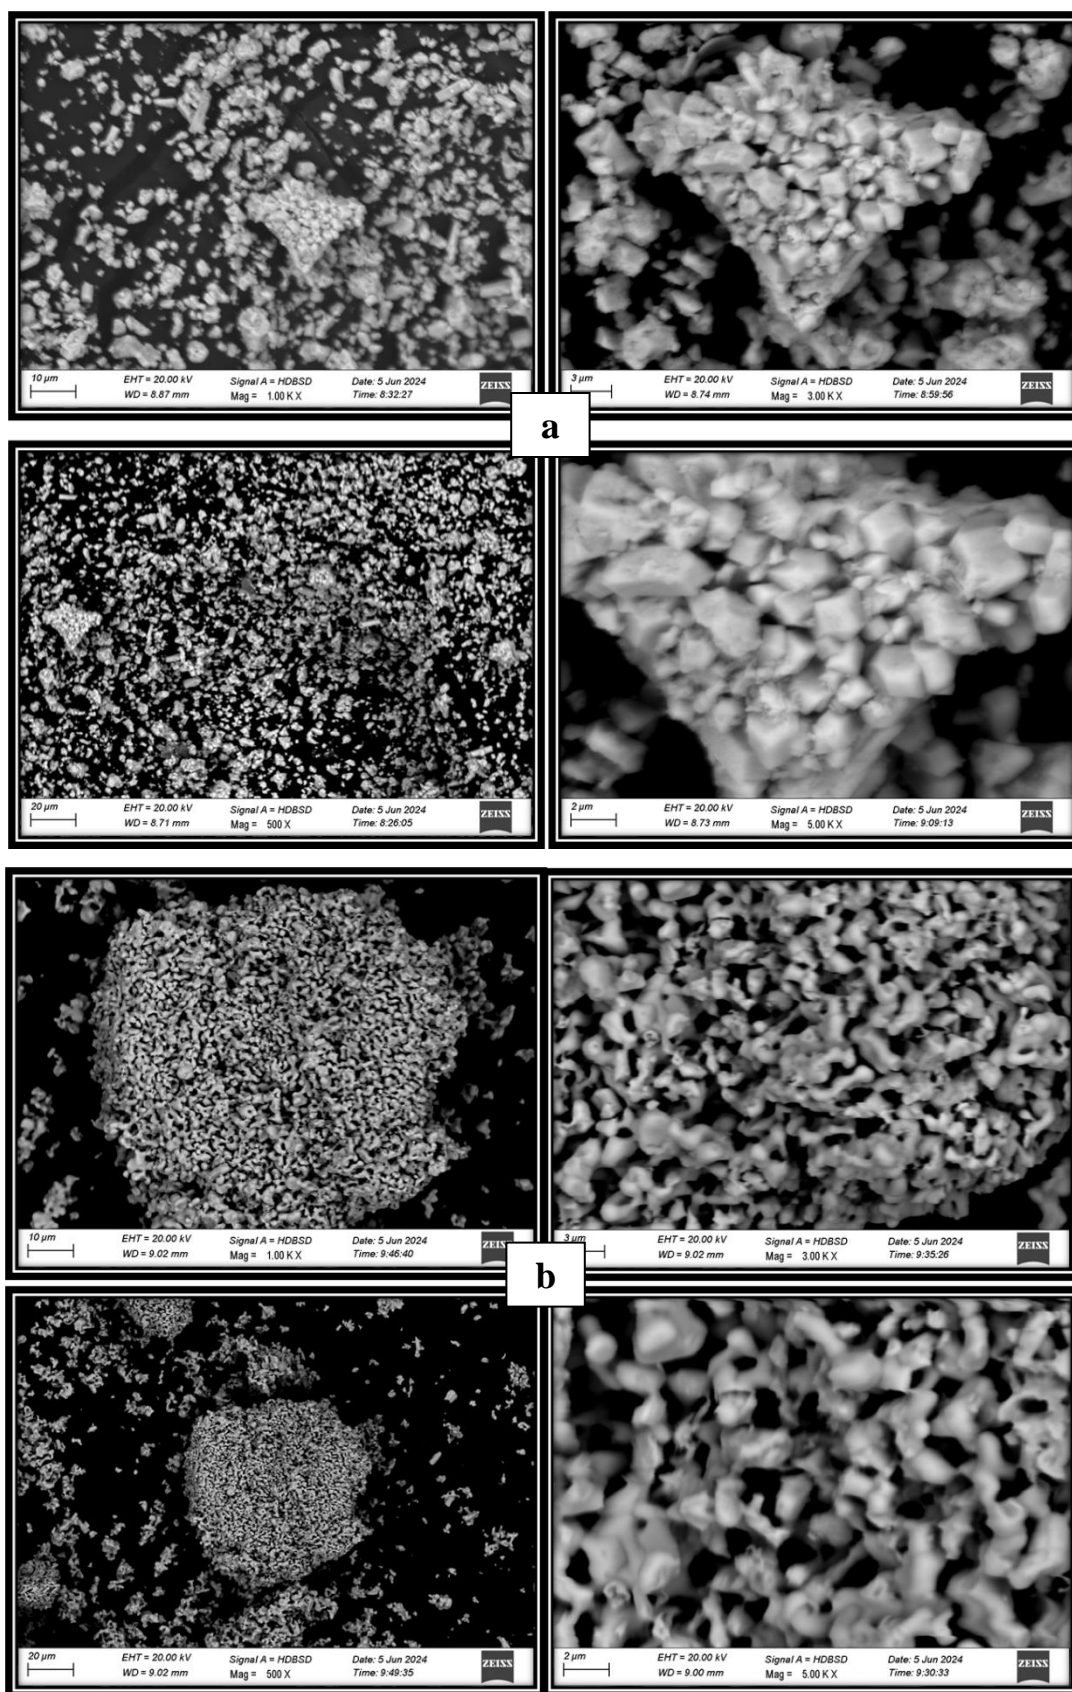 10 µm EHT = 20.00 kV Signal A = HDBSD Date: 5 Jun 2024 ZEISS
WD = 8.87 mm Mag = 1.00 K X Time: 8:32:27
3 µm EHT = 20.00 kV Signal A = HDBSD Date: 5 Jun 2024 ZEISS
WD = 8.74 mm Mag = 3.00 K X Time: 8:59:56
a
20 µm EHT = 20.00 kV Signal A = HDBSD Date: 5 Jun 2024 ZEISS
WD = 8.71 mm Mag = 500 X Time: 8:26:05
2 µm EHT = 20.00 kV Signal A = HDBSD Date: 5 Jun 2024 ZEISS
WD = 8.73 mm Mag = 5.00 K X Time: 9:09:13
10 µm EHT = 20.00 kV Signal A = HDBSD Date: 5 Jun 2024 ZEISS
WD = 9.02 mm Mag = 1.00 K X Time: 9:46:40
3 µm EHT = 20.00 kV Signal A = HDBSD Date: 5 Jun 2024 ZEISS
WD = 9.02 mm Mag = 3.00 K X Time: 9:35:26
b
20 µm EHT = 20.00 kV Signal A = HDBSD Date: 5 Jun 2024 ZEISS
WD = 9.02 mm Mag = 500 X Time: 9:49:35
2 µm EHT = 20.00 kV Signal A = HDBSD Date: 5 Jun 2024 ZEISS
WD = 9.00 mm Mag = 5.00 K X Time: 9:30:33